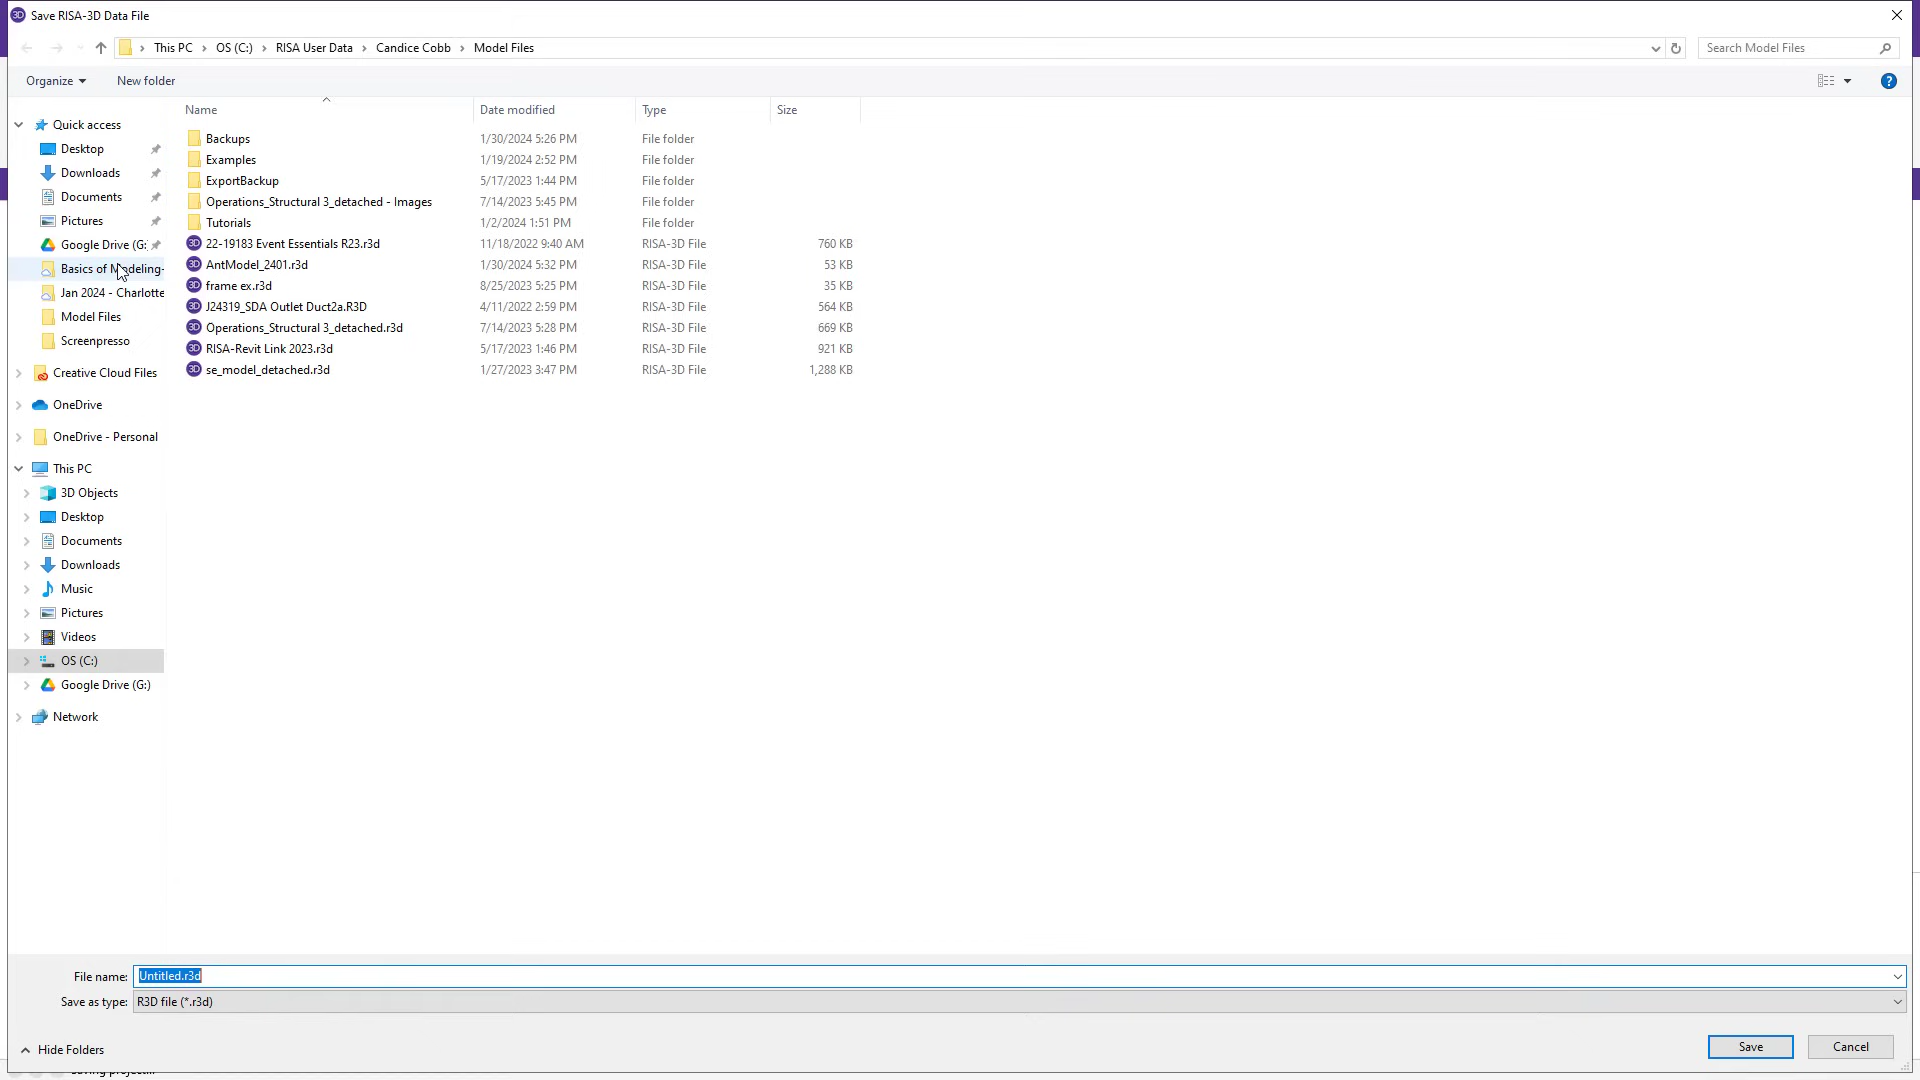 Save RISA-3D Data File
This PC > OS (C:) > RISA User Data > Candice Cobb > Model Files
Search Model Files
Organize
New folder
Name Date modified Type Size
Quick access
Desktop
Downloads
Documents
Pictures
Google Drive (G:
Basics of Modeling-
Jan 2024 - Charlotte
Model Files
Screenpresso
Creative Cloud Files
OneDrive
OneDrive - Personal
This PC
3D Objects
Desktop
Documents
Downloads
Music
Pictures
Videos
OS (C:)
Google Drive (G:)
Network
Backups 1/30/2024 5:26 PM File folder
Examples 1/19/2024 2:52 PM File folder
ExportBackup 5/17/2023 1:44 PM File folder
Operations_Structural 3_detached - Images 7/14/2023 5:45 PM File folder
Tutorials 1/2/2024 1:51 PM File folder
22-19183 Event Essentials R23.r3d 11/18/2022 9:40 AM RISA-3D File 760 KB
AntModel_2401.r3d 1/30/2024 5:32 PM RISA-3D File 53 KB
frame ex.r3d 8/25/2023 5:25 PM RISA-3D File 35 KB
J24319_SDA Outlet Duct2a.R3D 4/11/2022 2:59 PM RISA-3D File 564 KB
Operations_Structural 3_detached.r3d 7/14/2023 5:28 PM RISA-3D File 669 KB
RISA-Revit Link 2023.r3d 5/17/2023 1:46 PM RISA-3D File 921 KB
se_model_detached.r3d 1/27/2023 3:47 PM RISA-3D File 1,288 KB
File name: Untitled.r3d
Save as type: R3D file (*.r3d)
Hide Folders
Save
Cancel
Saving project...